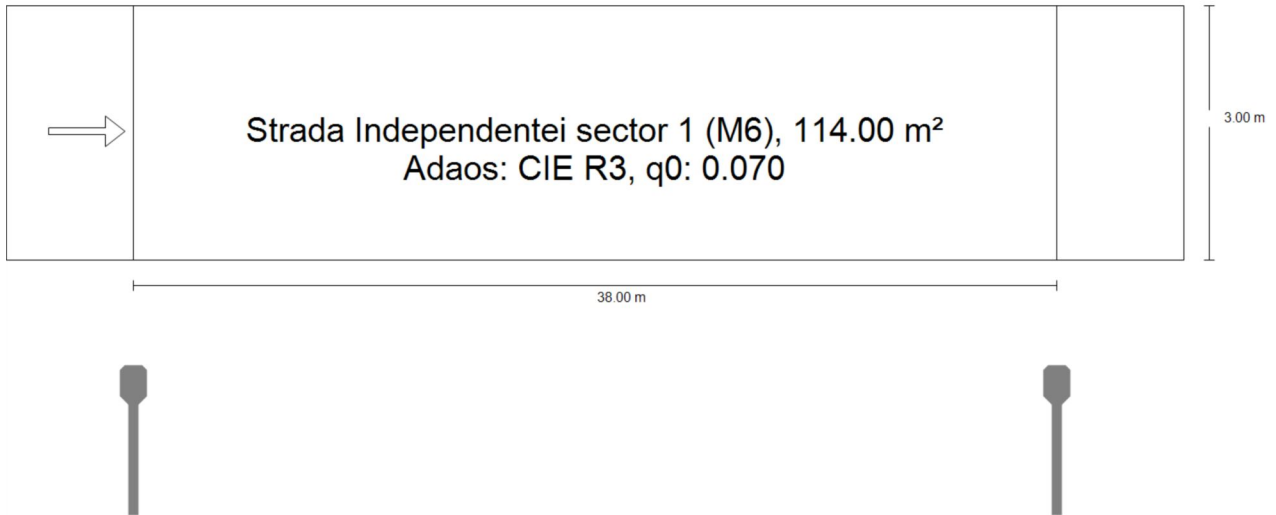 Strada Independentei sector 1 (M6), 114.00 m²
Adaos: CIE R3, q0: 0.070
3.00 m
38.00 m